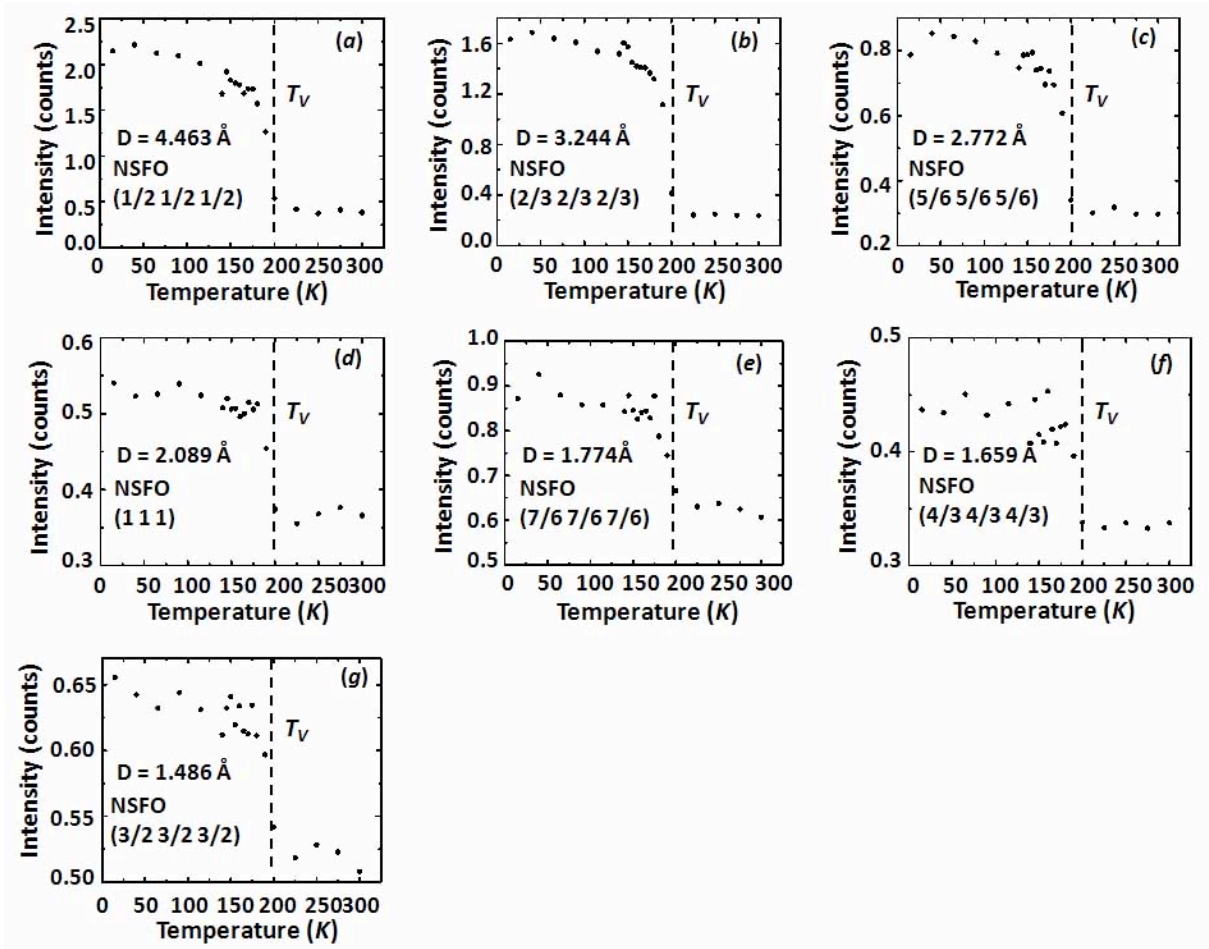 (a)
Intensity (counts)
2.5
2.0
1.5
1.0
0.5
0.0
T_V
D = 4.463 Å
NSFO
(1/2 1/2 1/2)
0 50 100 150 200 250 300
Temperature (K)
(b)
Intensity (counts)
1.6
1.2
0.8
0.4
0.0
T_V
D = 3.244 Å
NSFO
(2/3 2/3 2/3)
0 50 100 150 200 250 300
Temperature (K)
(c)
Intensity (counts)
0.8
0.6
0.4
0.2
T_V
D = 2.772 Å
NSFO
(5/6 5/6 5/6)
0 50 100 150 200 250 300
Temperature (K)
(d)
Intensity (counts)
0.6
0.5
0.4
0.3
T_V
D = 2.089 Å
NSFO
(1 1 1)
0 50 100 150 200 250 300
Temperature (K)
(e)
Intensity (counts)
1.0
0.9
0.8
0.7
0.6
0.5
T_V
D = 1.774Å
NSFO
(7/6 7/6 7/6)
0 50 100 150 200 250 300
Temperature (K)
(f)
Intensity (counts)
0.5
0.4
0.3
T_V
D = 1.659 Å
NSFO
(4/3 4/3 4/3)
0 50 100 150 200 250 300
Temperature (K)
(g)
Intensity (counts)
0.65
0.60
0.55
0.50
T_V
D = 1.486 Å
NSFO
(3/2 3/2 3/2)
0 50 100 150 200 250 300
Temperature (K)